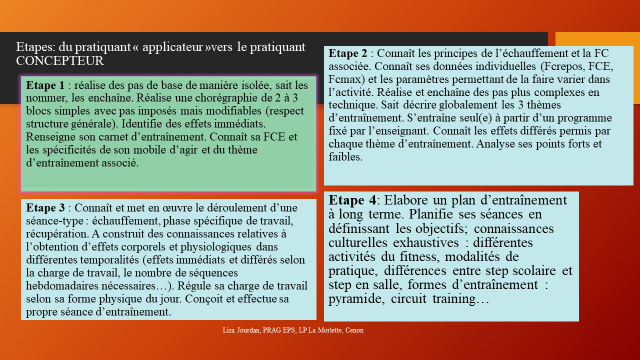 Etapes: du pratiquant « applicateur »vers le pratiquant
CONCEPTEUR
Etape 1 : réalise des pas de base de manière isolée, sait les
nommer, les enchaîne. Réalise une chorégraphie de 2 à 3
blocs simples avec pas imposés mais modifiables (respect
structure générale). Identifie des effets immédiats.
Renseigne son carnet d’entraînement. Connaît sa FCE et
les spécificités de son mobile d’agir et du thème
d’entraînement associé.
Etape 2 : Connaît les principes de l’échauffement et la FC
associée. Connaît ses données individuelles (Fcrepos, FCE,
Fcmax) et les paramètres permettant de la faire varier dans
l’activité. Réalise et enchaîne des pas plus complexes en
technique. Sait décrire globalement les 3 thèmes
d’entraînement. S’entraîne seul(e) à partir d’un programme
fixé par l’enseignant. Connaît les effets différés permis par
chaque thème d’entraînement. Analyse ses points forts et
faibles.
Etape 3 : Connaît et met en œuvre le déroulement d’une
séance-type : échauffement, phase spécifique de travail,
récupération. A construit des connaissances relatives à
l’obtention d’effets corporels et physiologiques dans
différentes temporalités (effets immédiats et différés selon
la charge de travail, le nombre de séquences
hebdomadaires nécessaires…). Régule sa charge de travail
selon sa forme physique du jour. Conçoit et effectue sa
propre séance d’entraînement.
Etape 4: Elabore un plan d’entraînement
à long terme. Planifie ses séances en
définissant les objectifs; connaissances
culturelles exhaustives : différentes
activités du fitness, modalités de
pratique, différences entre step scolaire et
step en salle, formes d’entraînement :
pyramide, circuit training…
Liza Jourdan, PRAG EPS, LP La Morlette, Cenon